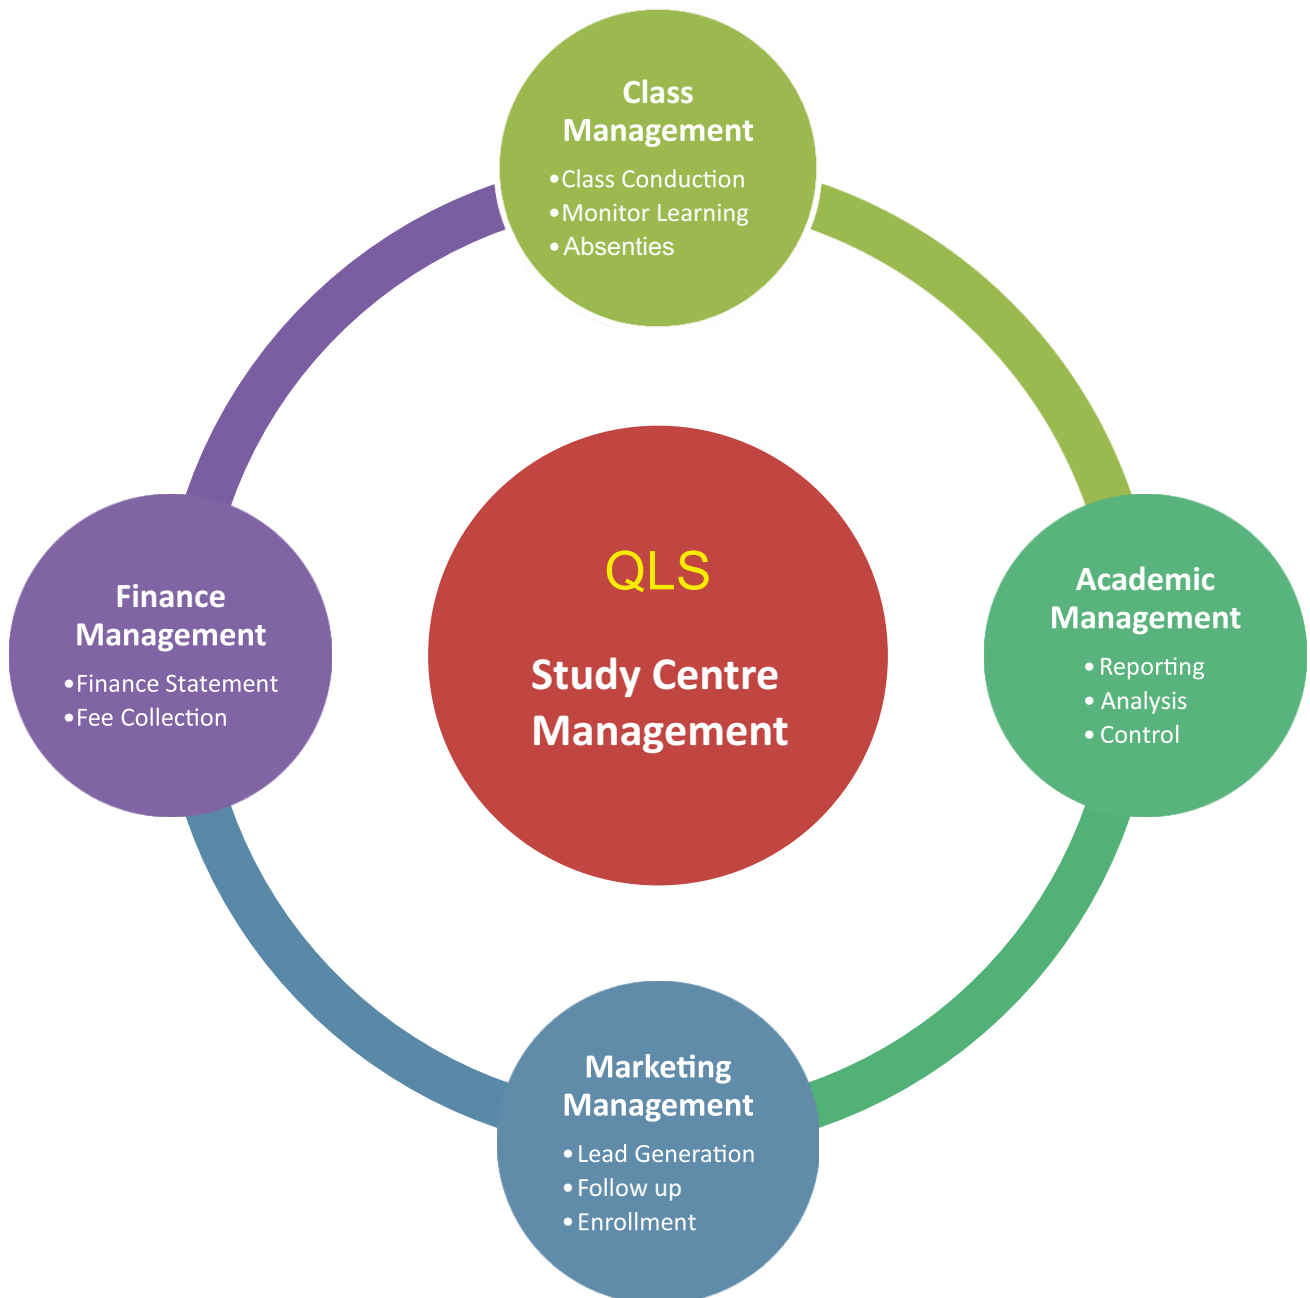 Class
Management
•Class Conduction
•Monitor Learning
•Absenties
Finance
Management
•Finance Statement
•Fee Collection
QLS
Study Centre
Management
Academic
Management
•Reporting
•Analysis
•Control
Marketing
Management
•Lead Generation
•Follow up
•Enrollment